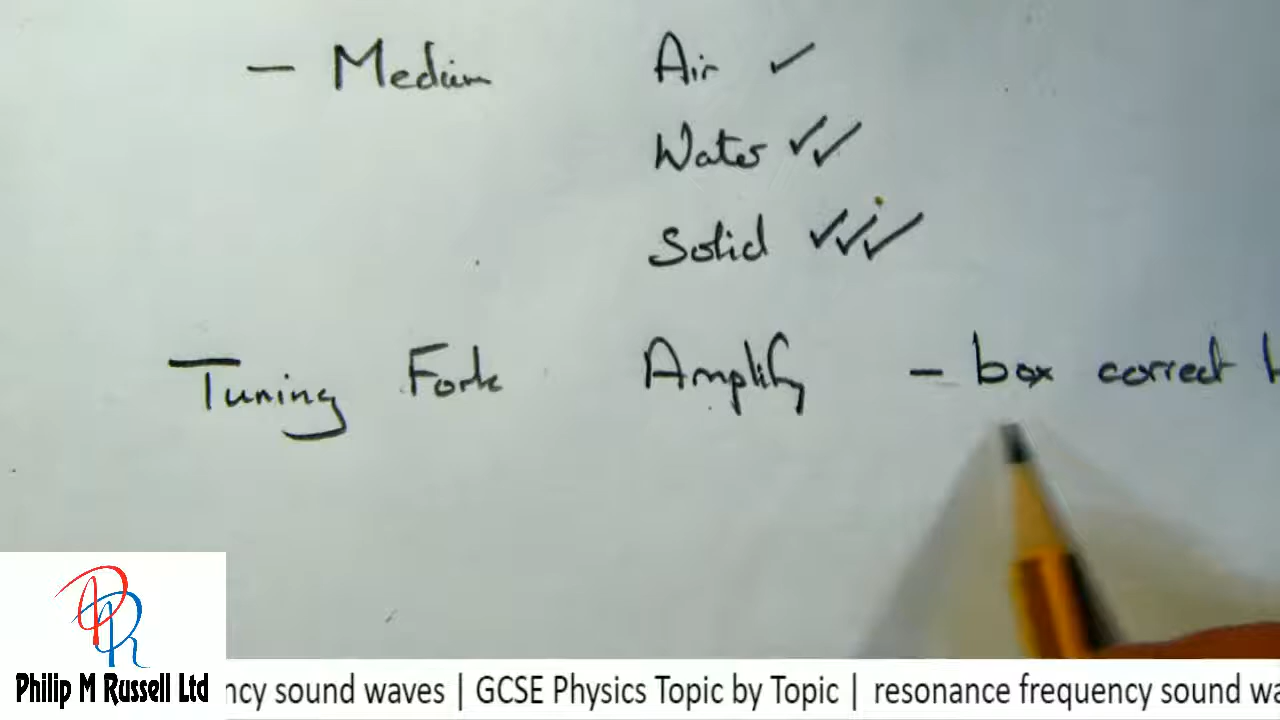 - Medium Air ✓
Water ✓✓
Solid ✓✓✓
Tuning Fork Amplify - box correct
Philip M Russell Ltd
ncy sound waves | GCSE Physics Topic by Topic | resonance frequency sound wa